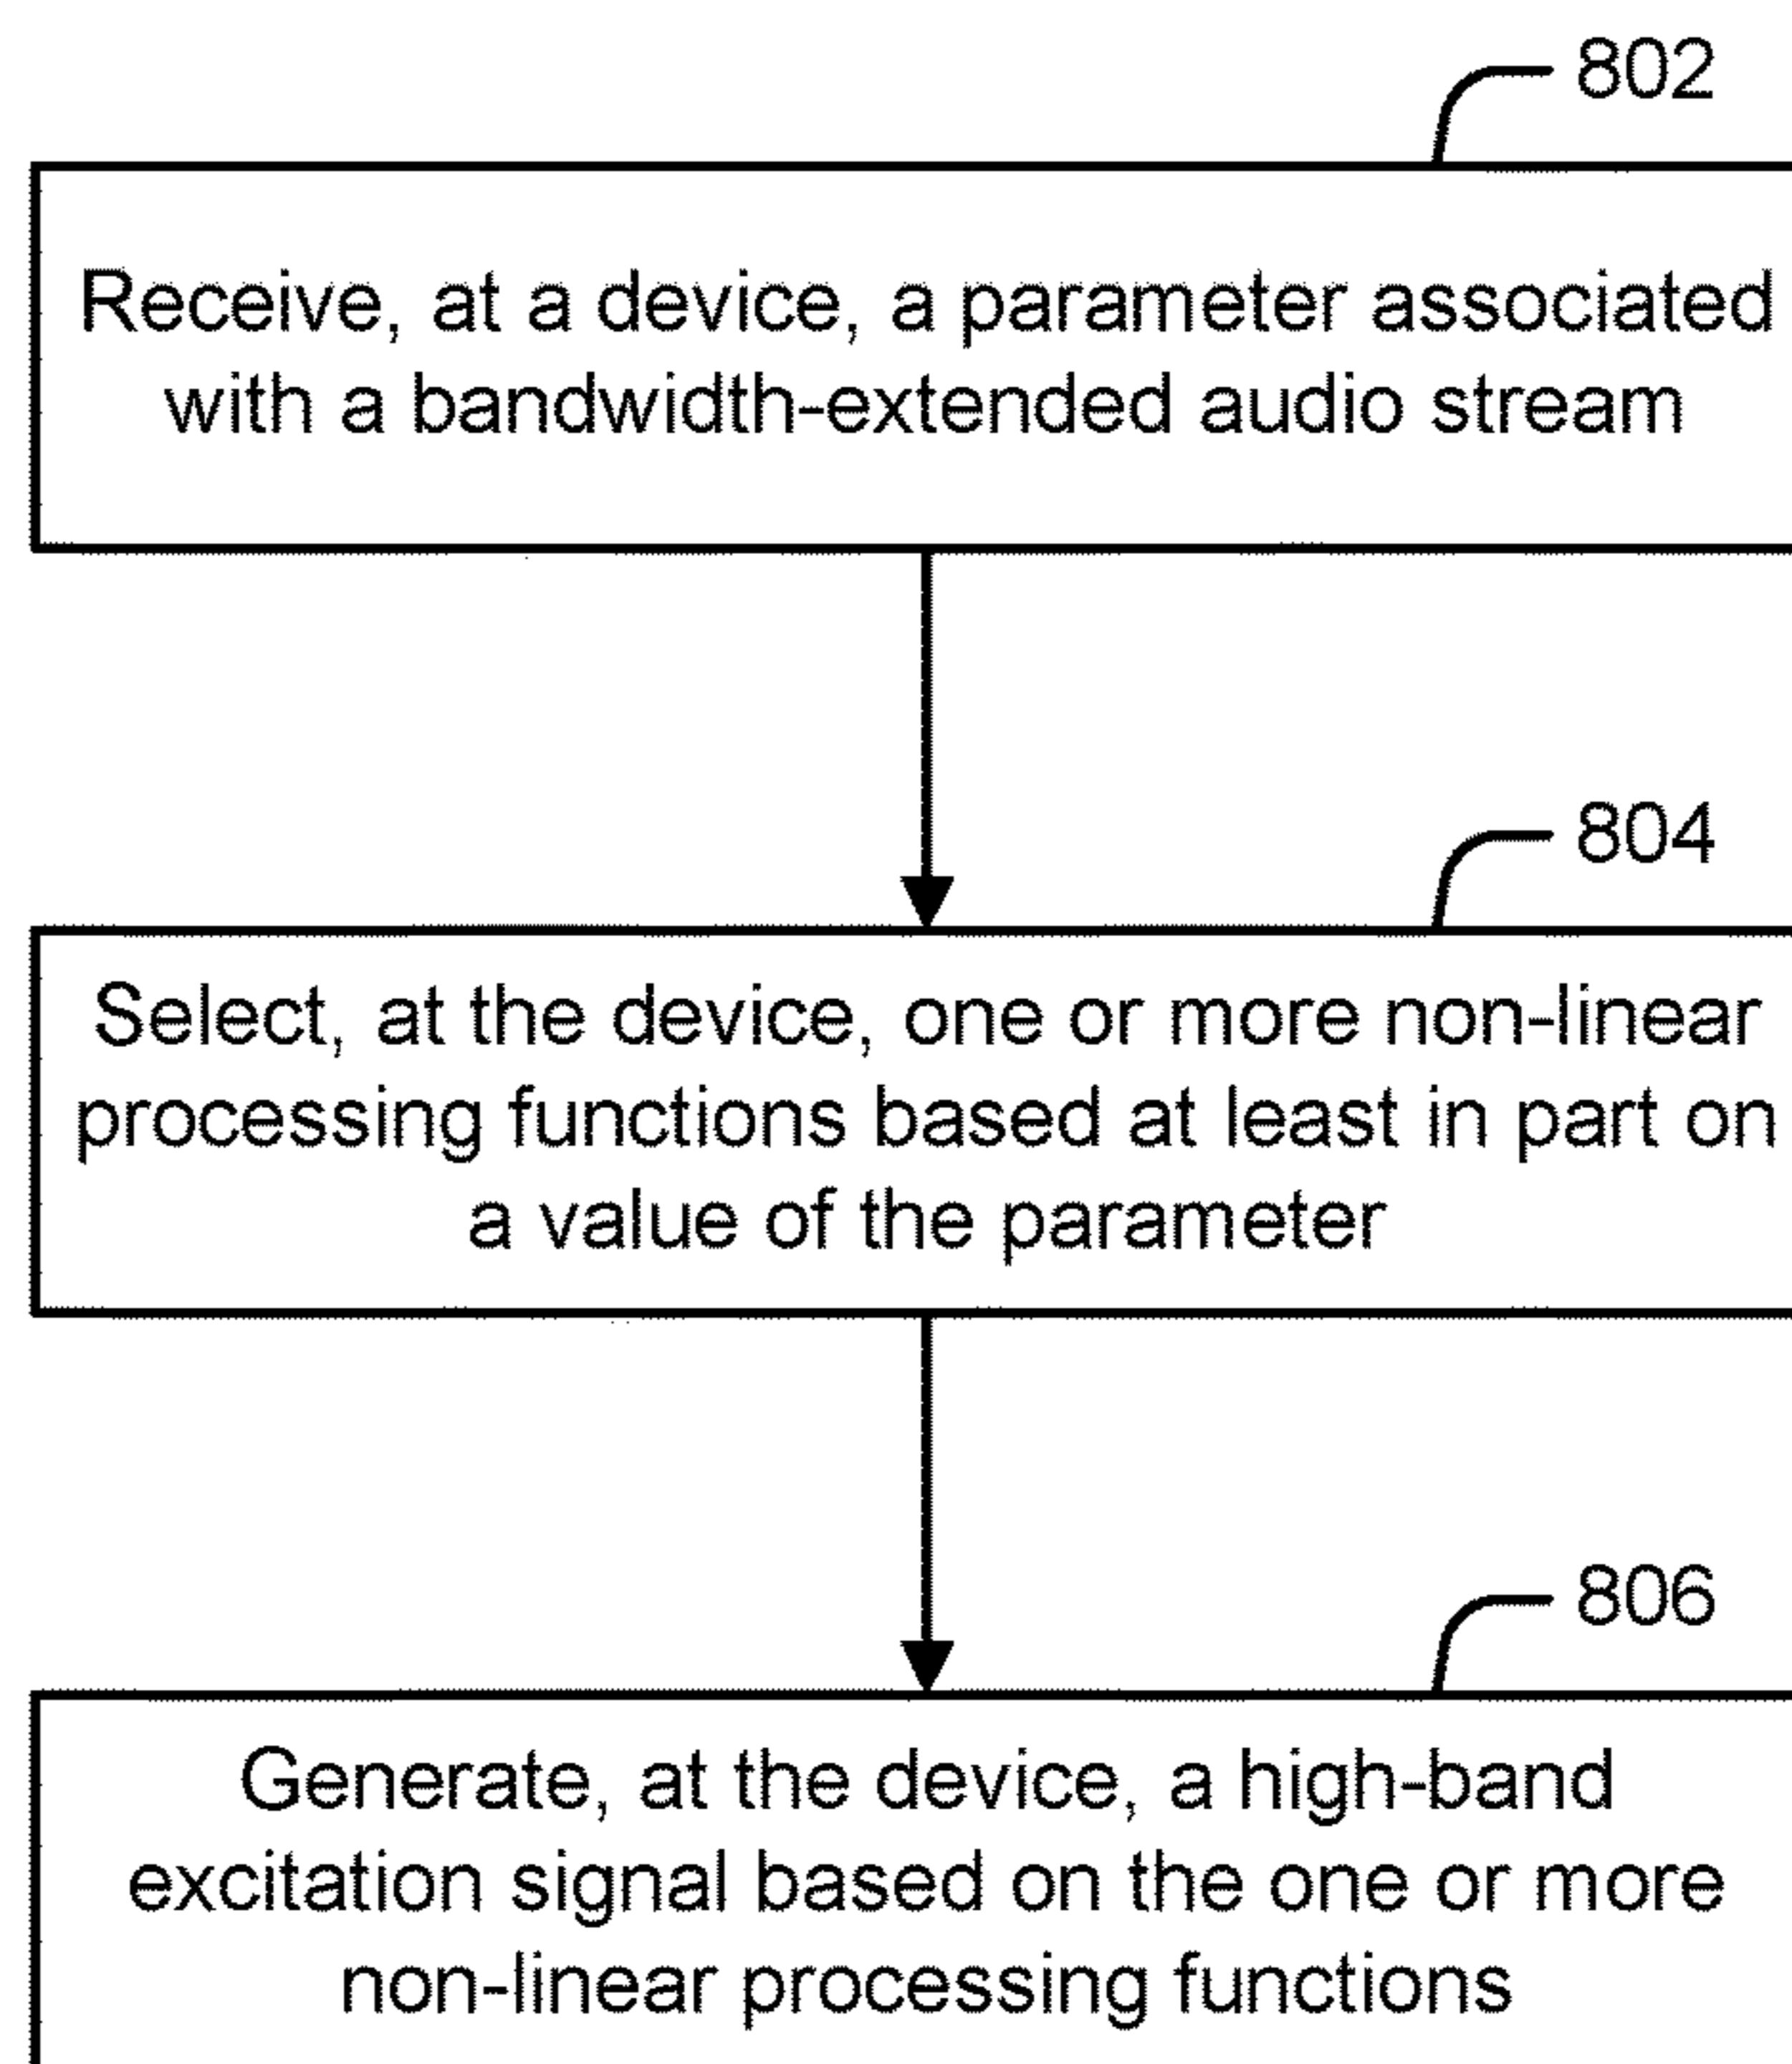 802
Receive, at a device, a parameter associated
with a bandwidth-extended audio stream
804
Select, at the device, one or more non-linear
processing functions based at least in part on
a value of the parameter
806
Generate, at the device, a high-band
excitation signal based on the one or more
non-linear processing functions